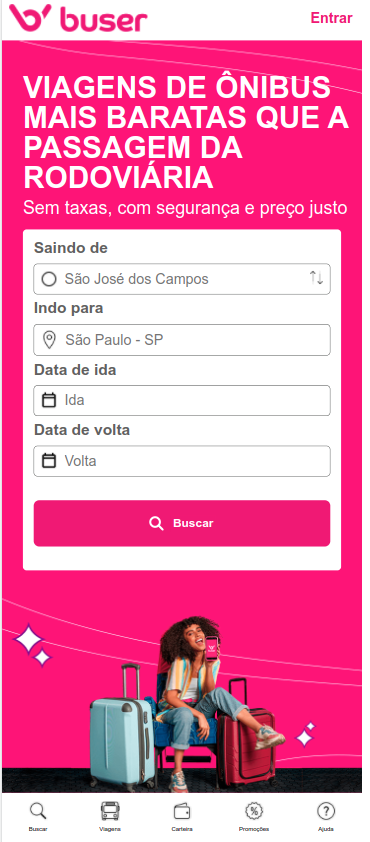 buser
Entrar
VIAGENS DE ÔNIBUS
MAIS BARATAS QUE A
PASSAGEM DA
RODOVIÁRIA
Sem taxas, com segurança e preço justo
Saindo de
São José dos Campos
Indo para
São Paulo - SP
Data de ida
Ida
Data de volta
Volta
Buscar
Buscar
Viagens
Carteira
Promoções
Ajuda